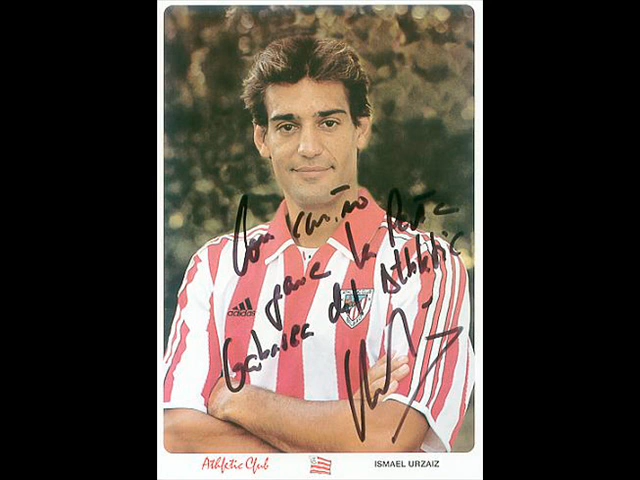 Con cariño
para la Peña
Gabarra del Athletic
adidas
Athletic Club
ISMAEL URZAIZ